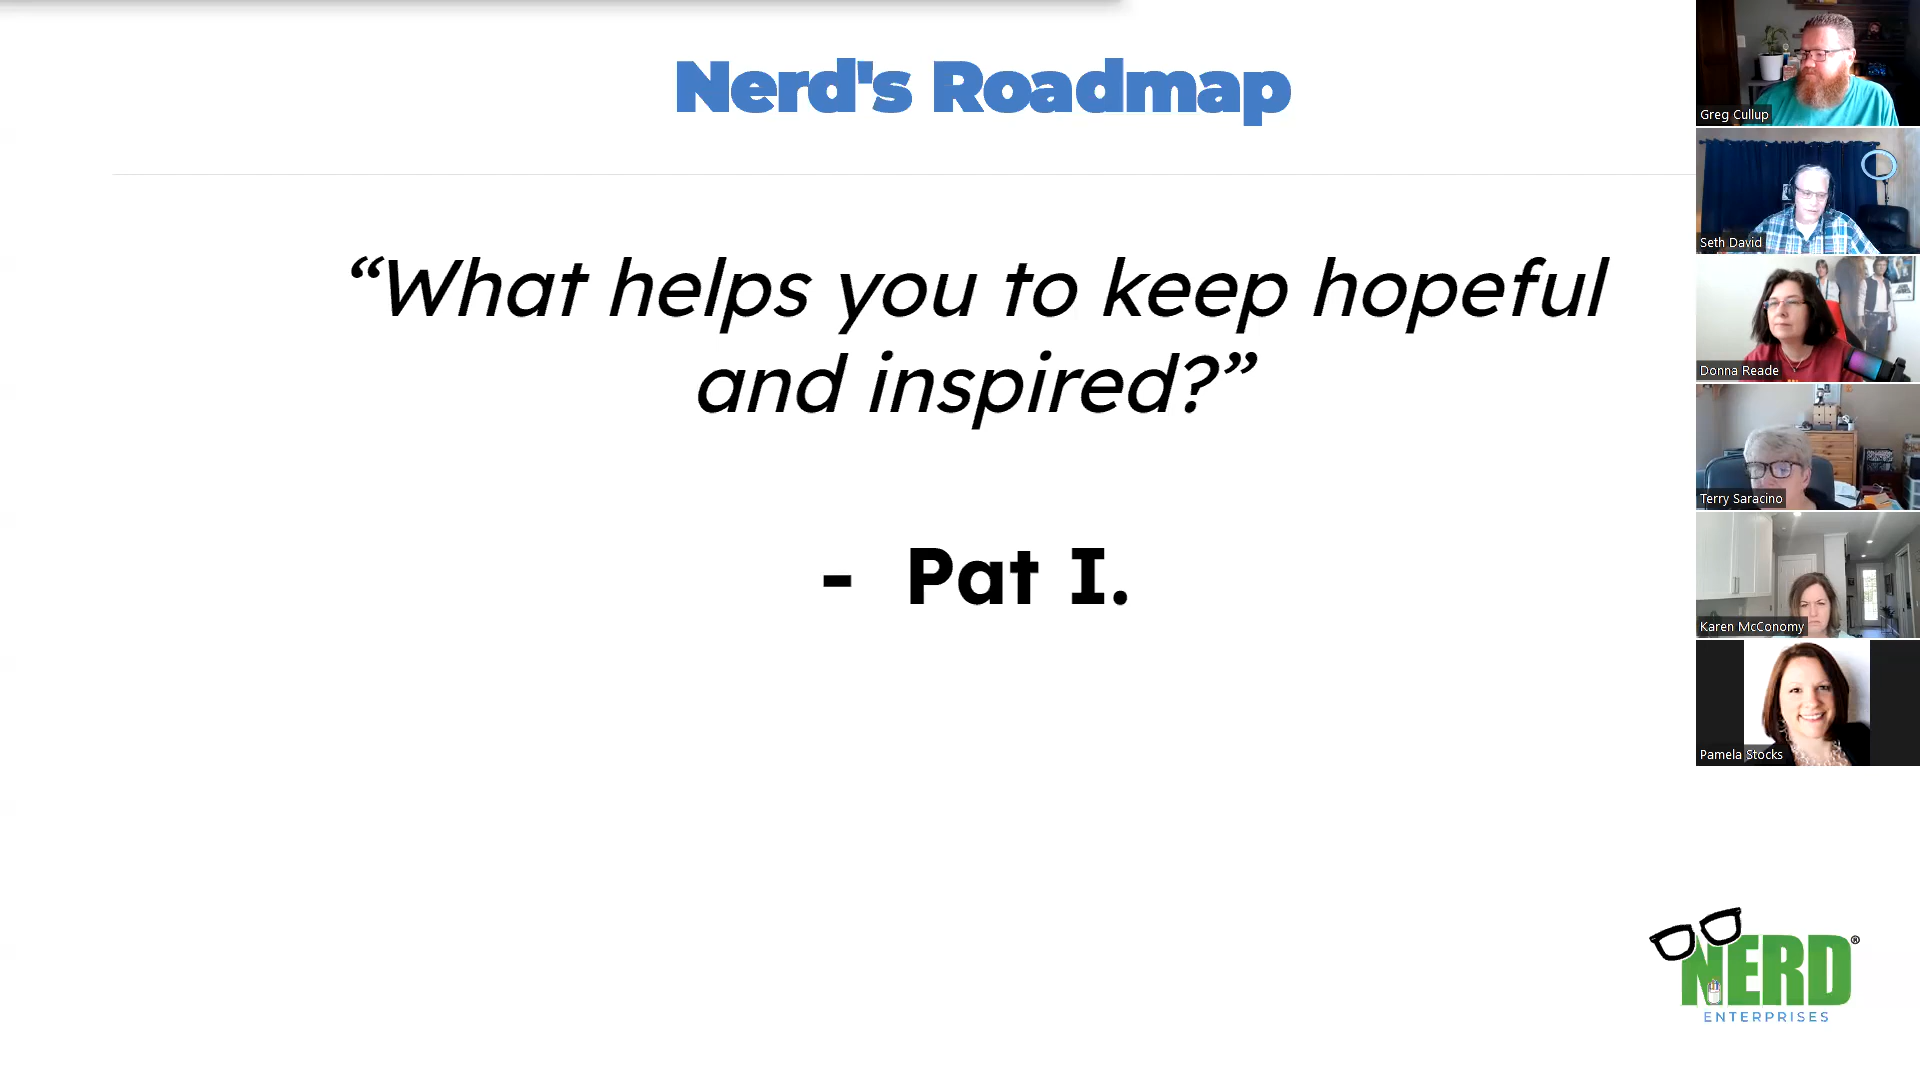 Nerd's Roadmap
“What helps you to keep hopeful
and inspired?”
- Pat I.
Greg Cullup
Seth David
Donna Reade
Terry Saracino
Karen McConomy
Pamela Stocks
NERD®
ENTERPRISES